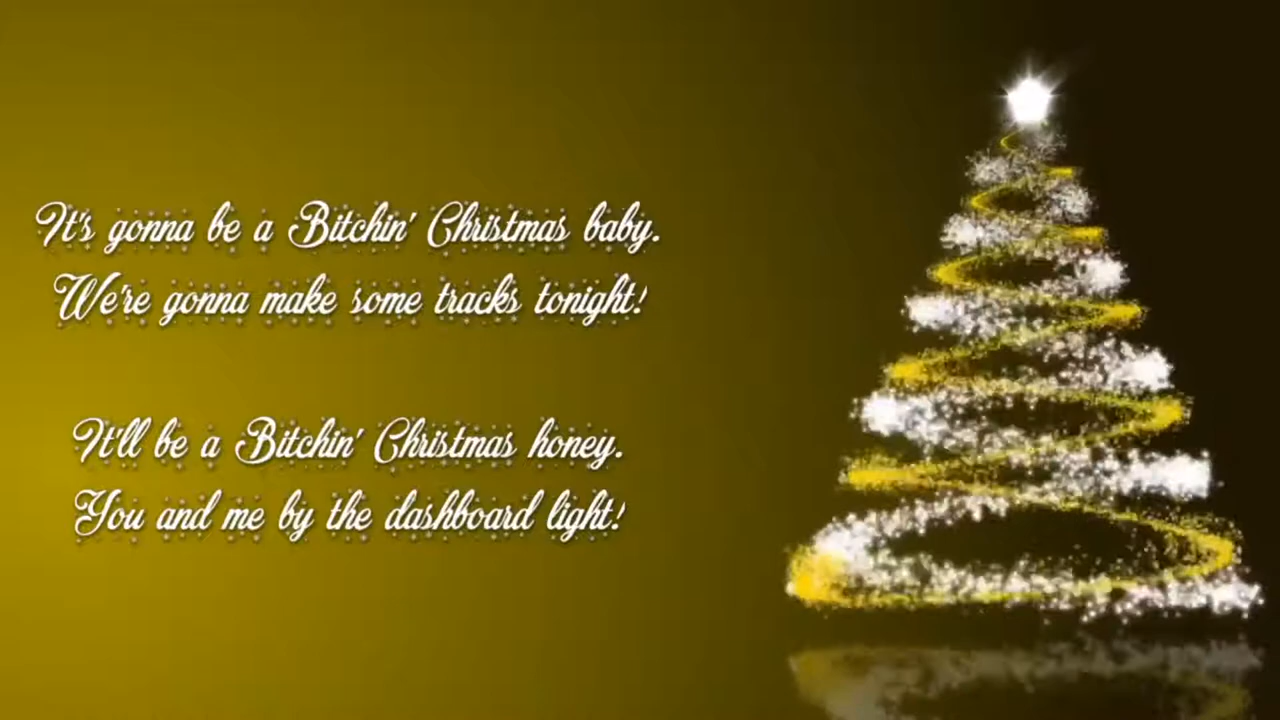 It's gonna be a Bitchin' Christmas baby.
We're gonna make some tracks tonight!
It'll be a Bitchin' Christmas honey.
You and me by the dashboard light!